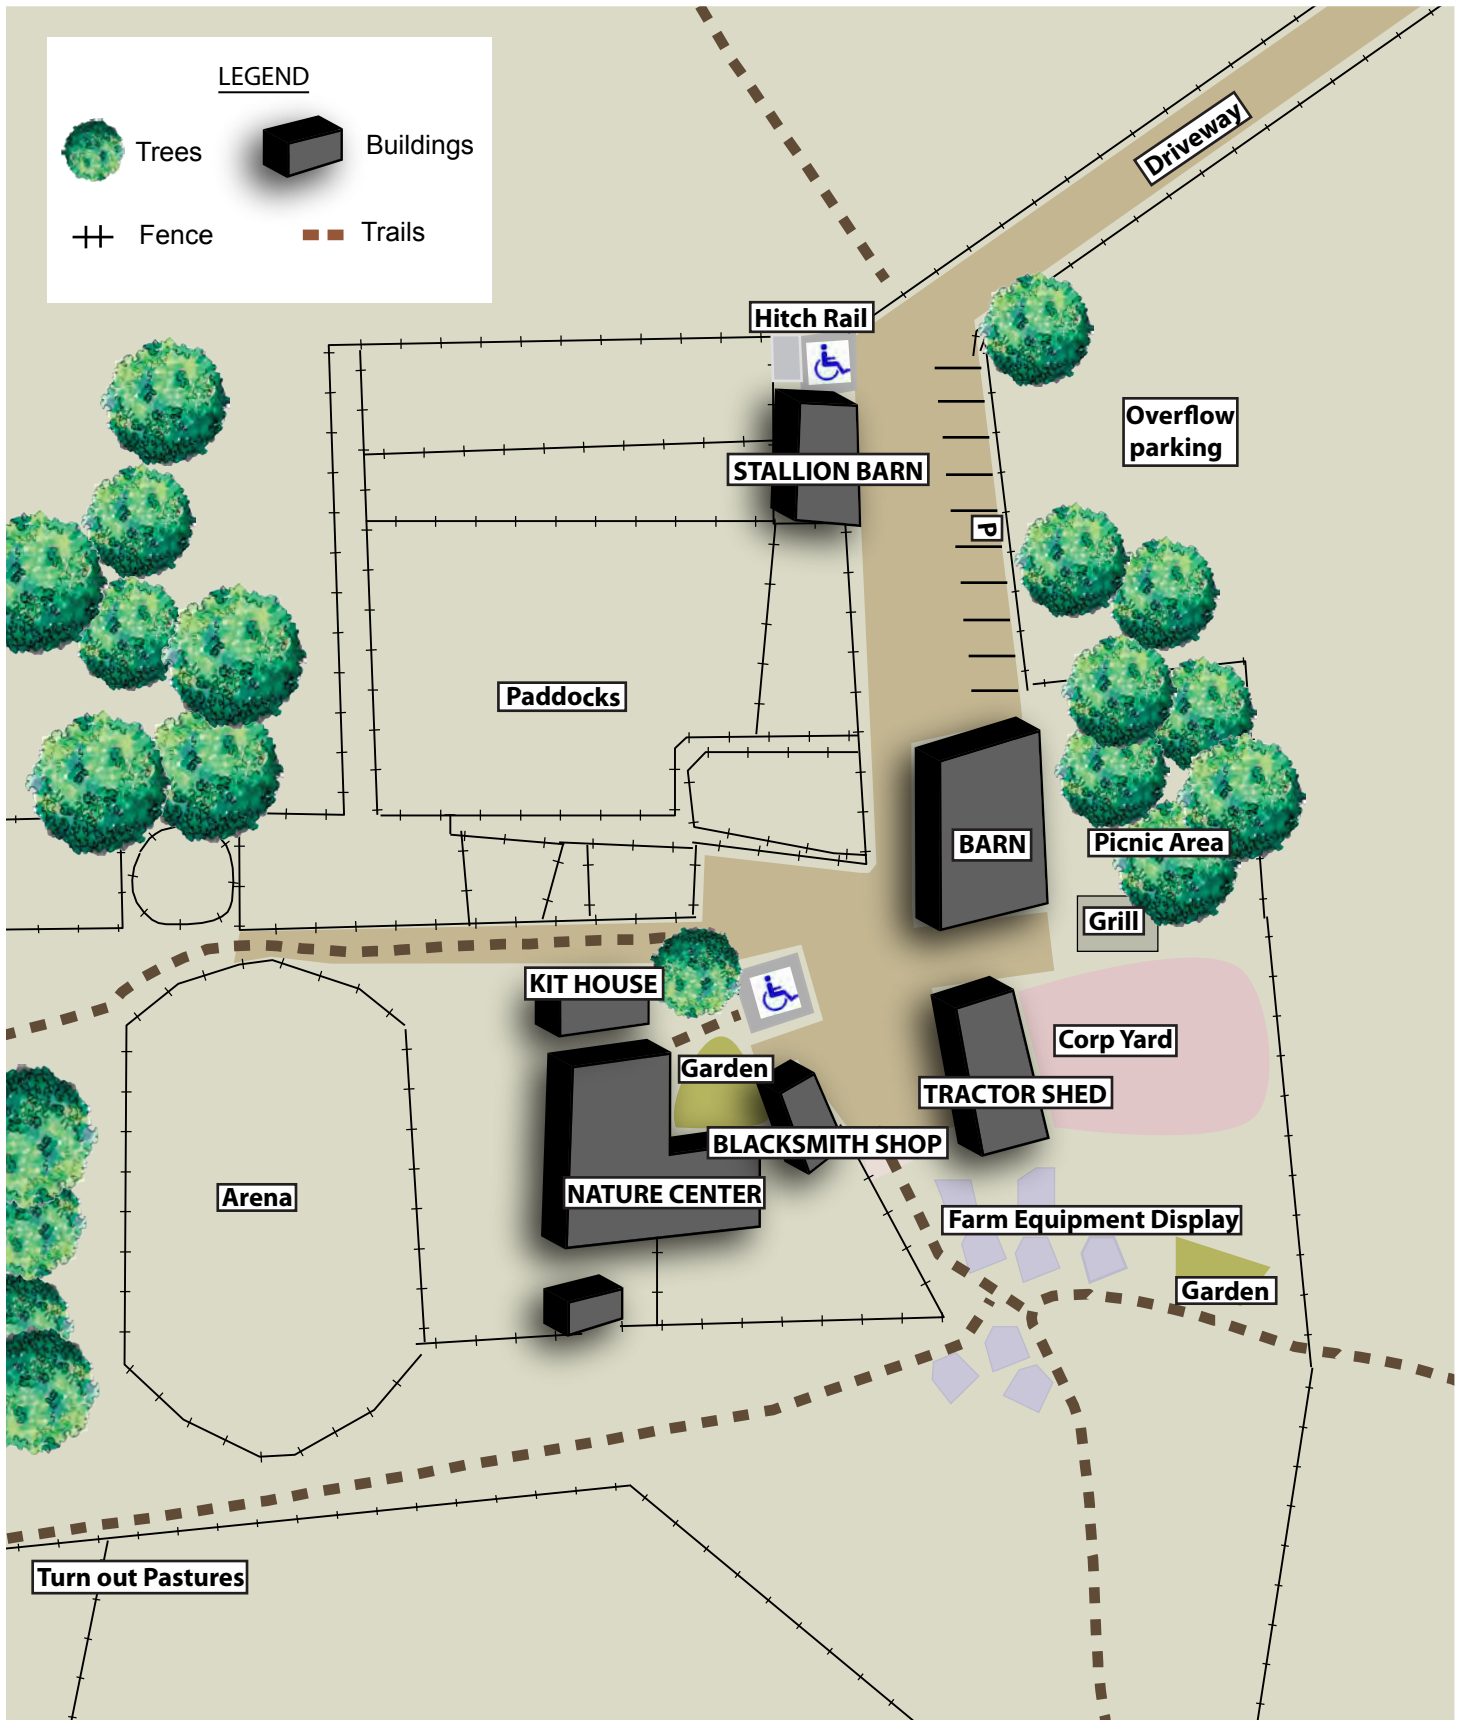 LEGEND
Trees
Buildings
Fence
Trails
Driveway
Hitch Rail
Overflow
parking
STALLION BARN
P
Paddocks
BARN
Picnic Area
Grill
KIT HOUSE
Corp Yard
Garden
TRACTOR SHED
BLACKSMITH SHOP
NATURE CENTER
Arena
Farm Equipment Display
Garden
Turn out Pastures